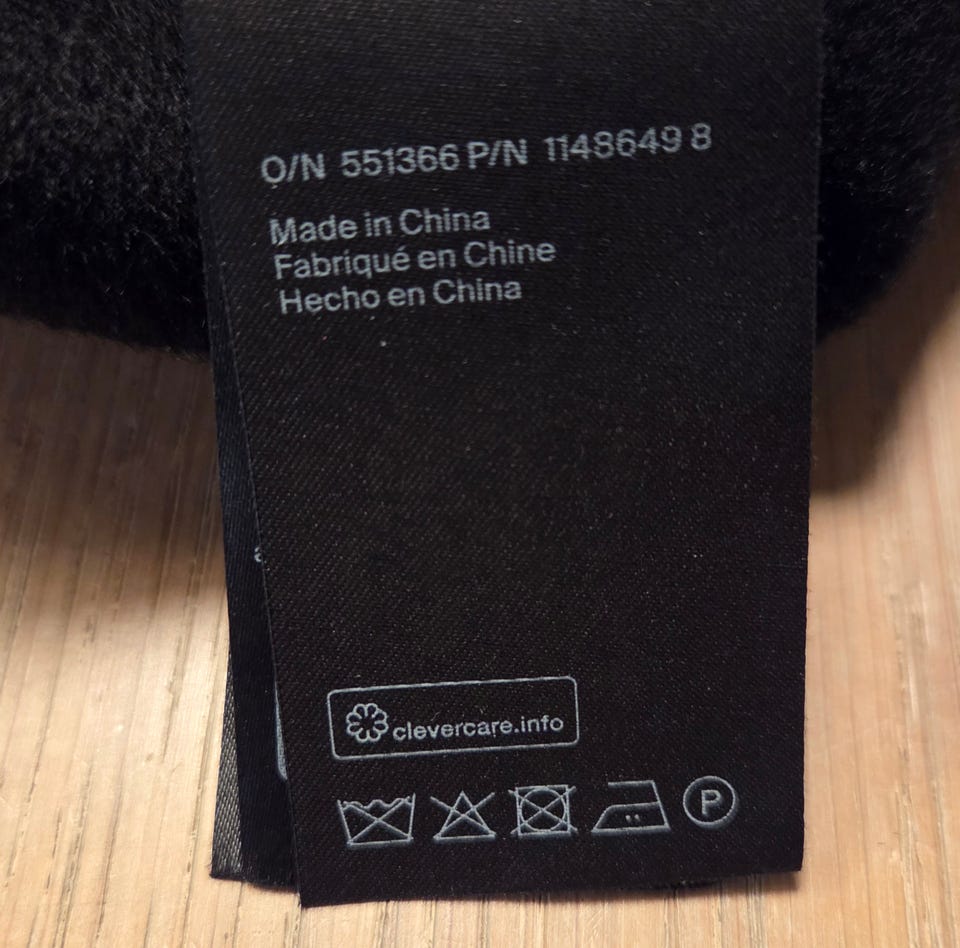 O/N 551366 P/N 1148649 8
Made in China
Fabriqué en Chine
Hecho en China
clevercare.info
P